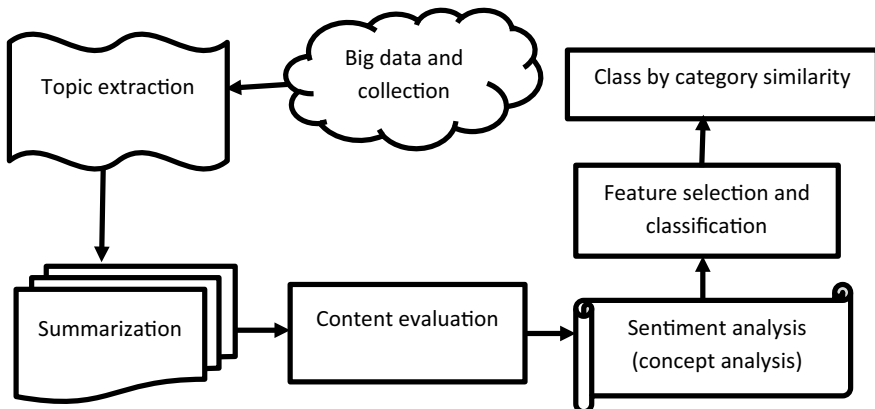 Topic extraction
Big data and
collection
Class by category similarity
Feature selection and
classification
Summarization
Content evaluation
Sentiment analysis
(concept analysis)